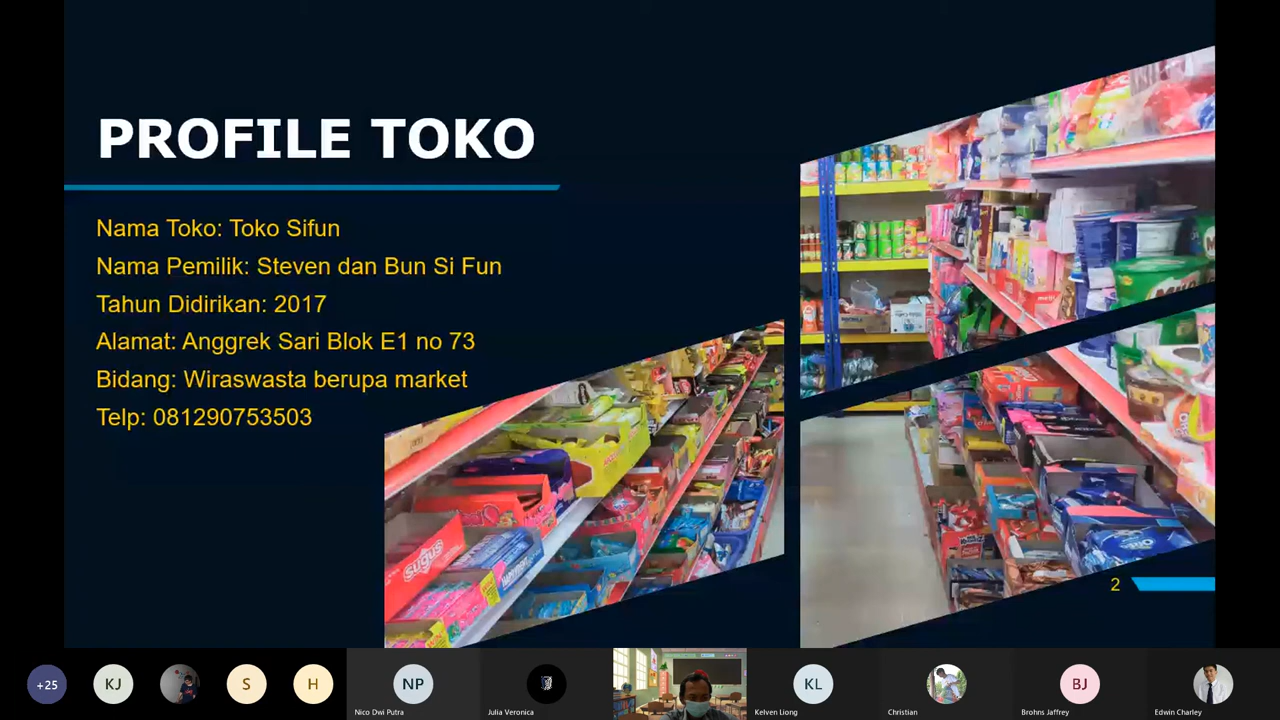 PROFILE TOKO
Nama Toko: Toko Sifun
Nama Pemilik: Steven dan Bun Si Fun
Tahun Didirikan: 2017
Alamat: Anggrek Sari Blok E1 no 73
Bidang: Wiraswasta berupa market
Telp: 081290753503
sugus
2
+25
KJ
S
H
NP
KL
BJ
Nico Dwi Putra
Julia Veronica
Kelven Liong
Christian
Brohns Jaffrey
Edwin Charley